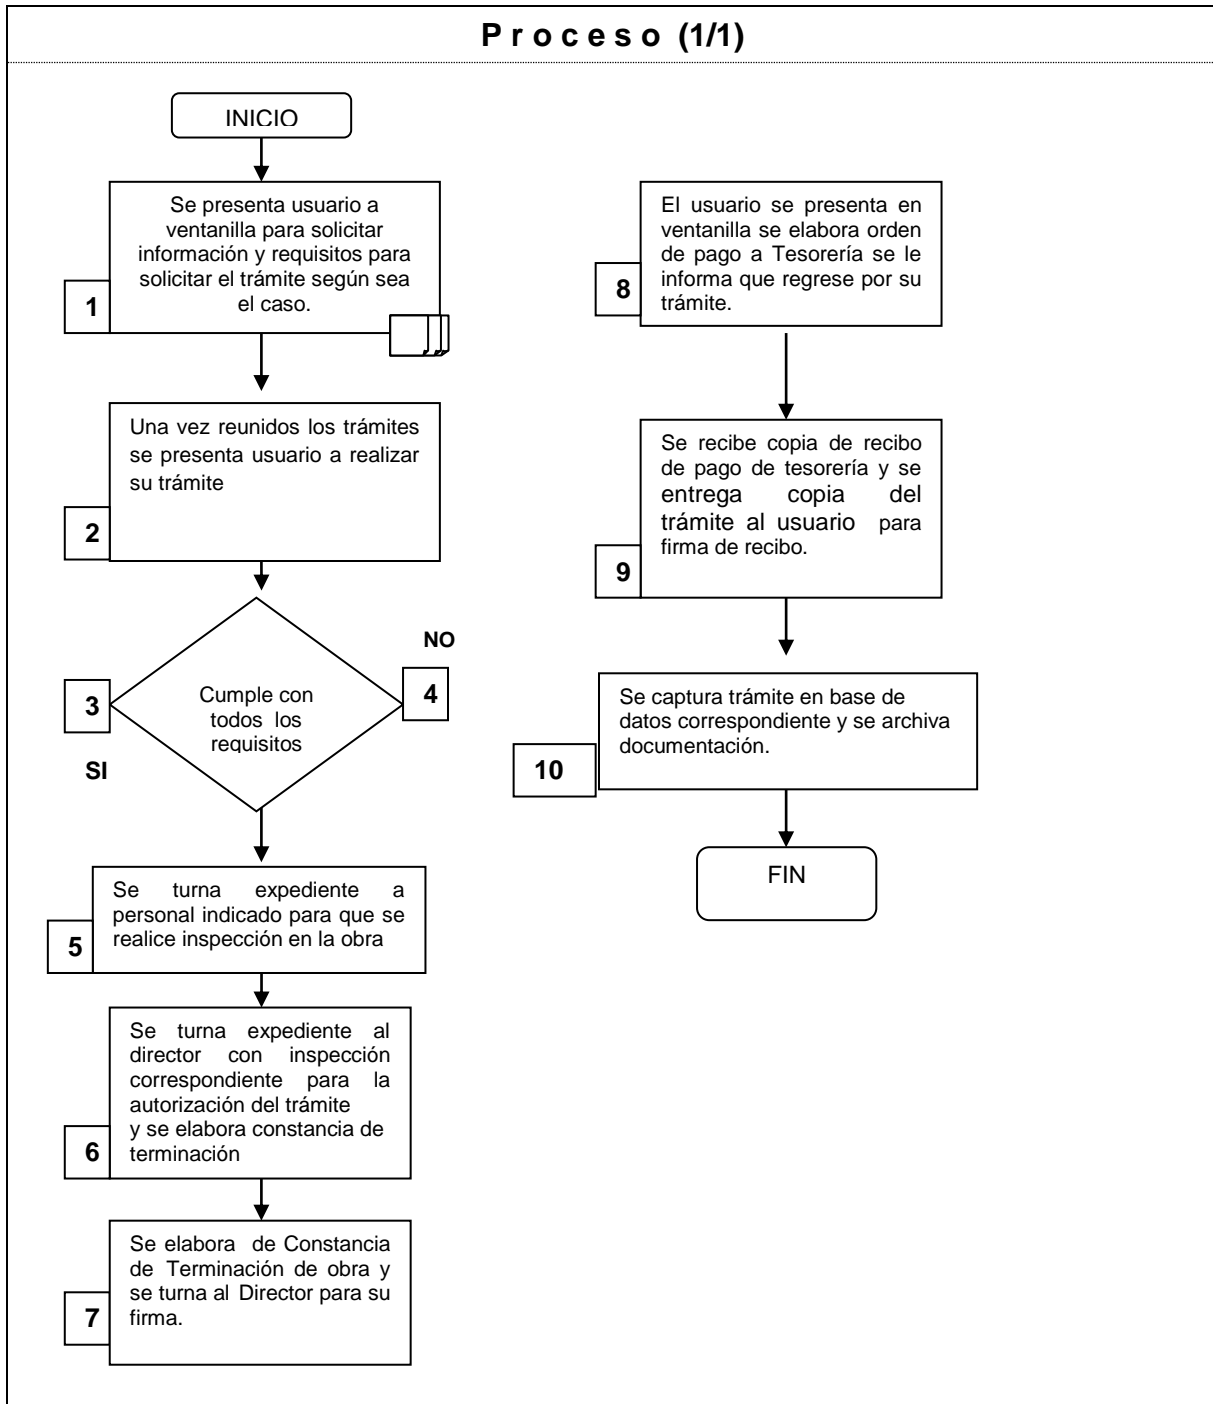 P r o c e s o (1/1)
INICIO
Se presenta usuario a
ventanilla para solicitar
información y requisitos para
solicitar el trámite según sea
el caso.
1
Una vez reunidos los trámites
se presenta usuario a realizar
su trámite
2
NO
3
4
Cumple con
todos los
requisitos
SI
Se turna expediente a
personal indicado para que se
realice inspección en la obra
5
Se turna expediente al
director con inspección
correspondiente para la
autorización del trámite
y se elabora constancia de
terminación
6
Se elabora de Constancia
de Terminación de obra y
se turna al Director para su
firma.
7
El usuario se presenta en
ventanilla se elabora orden
de pago a Tesorería se le
informa que regrese por su
trámite.
8
Se recibe copia de recibo
de pago de tesorería y se
entrega copia del
trámite al usuario para
firma de recibo.
9
Se captura trámite en base de
datos correspondiente y se archiva
documentación.
10
FIN